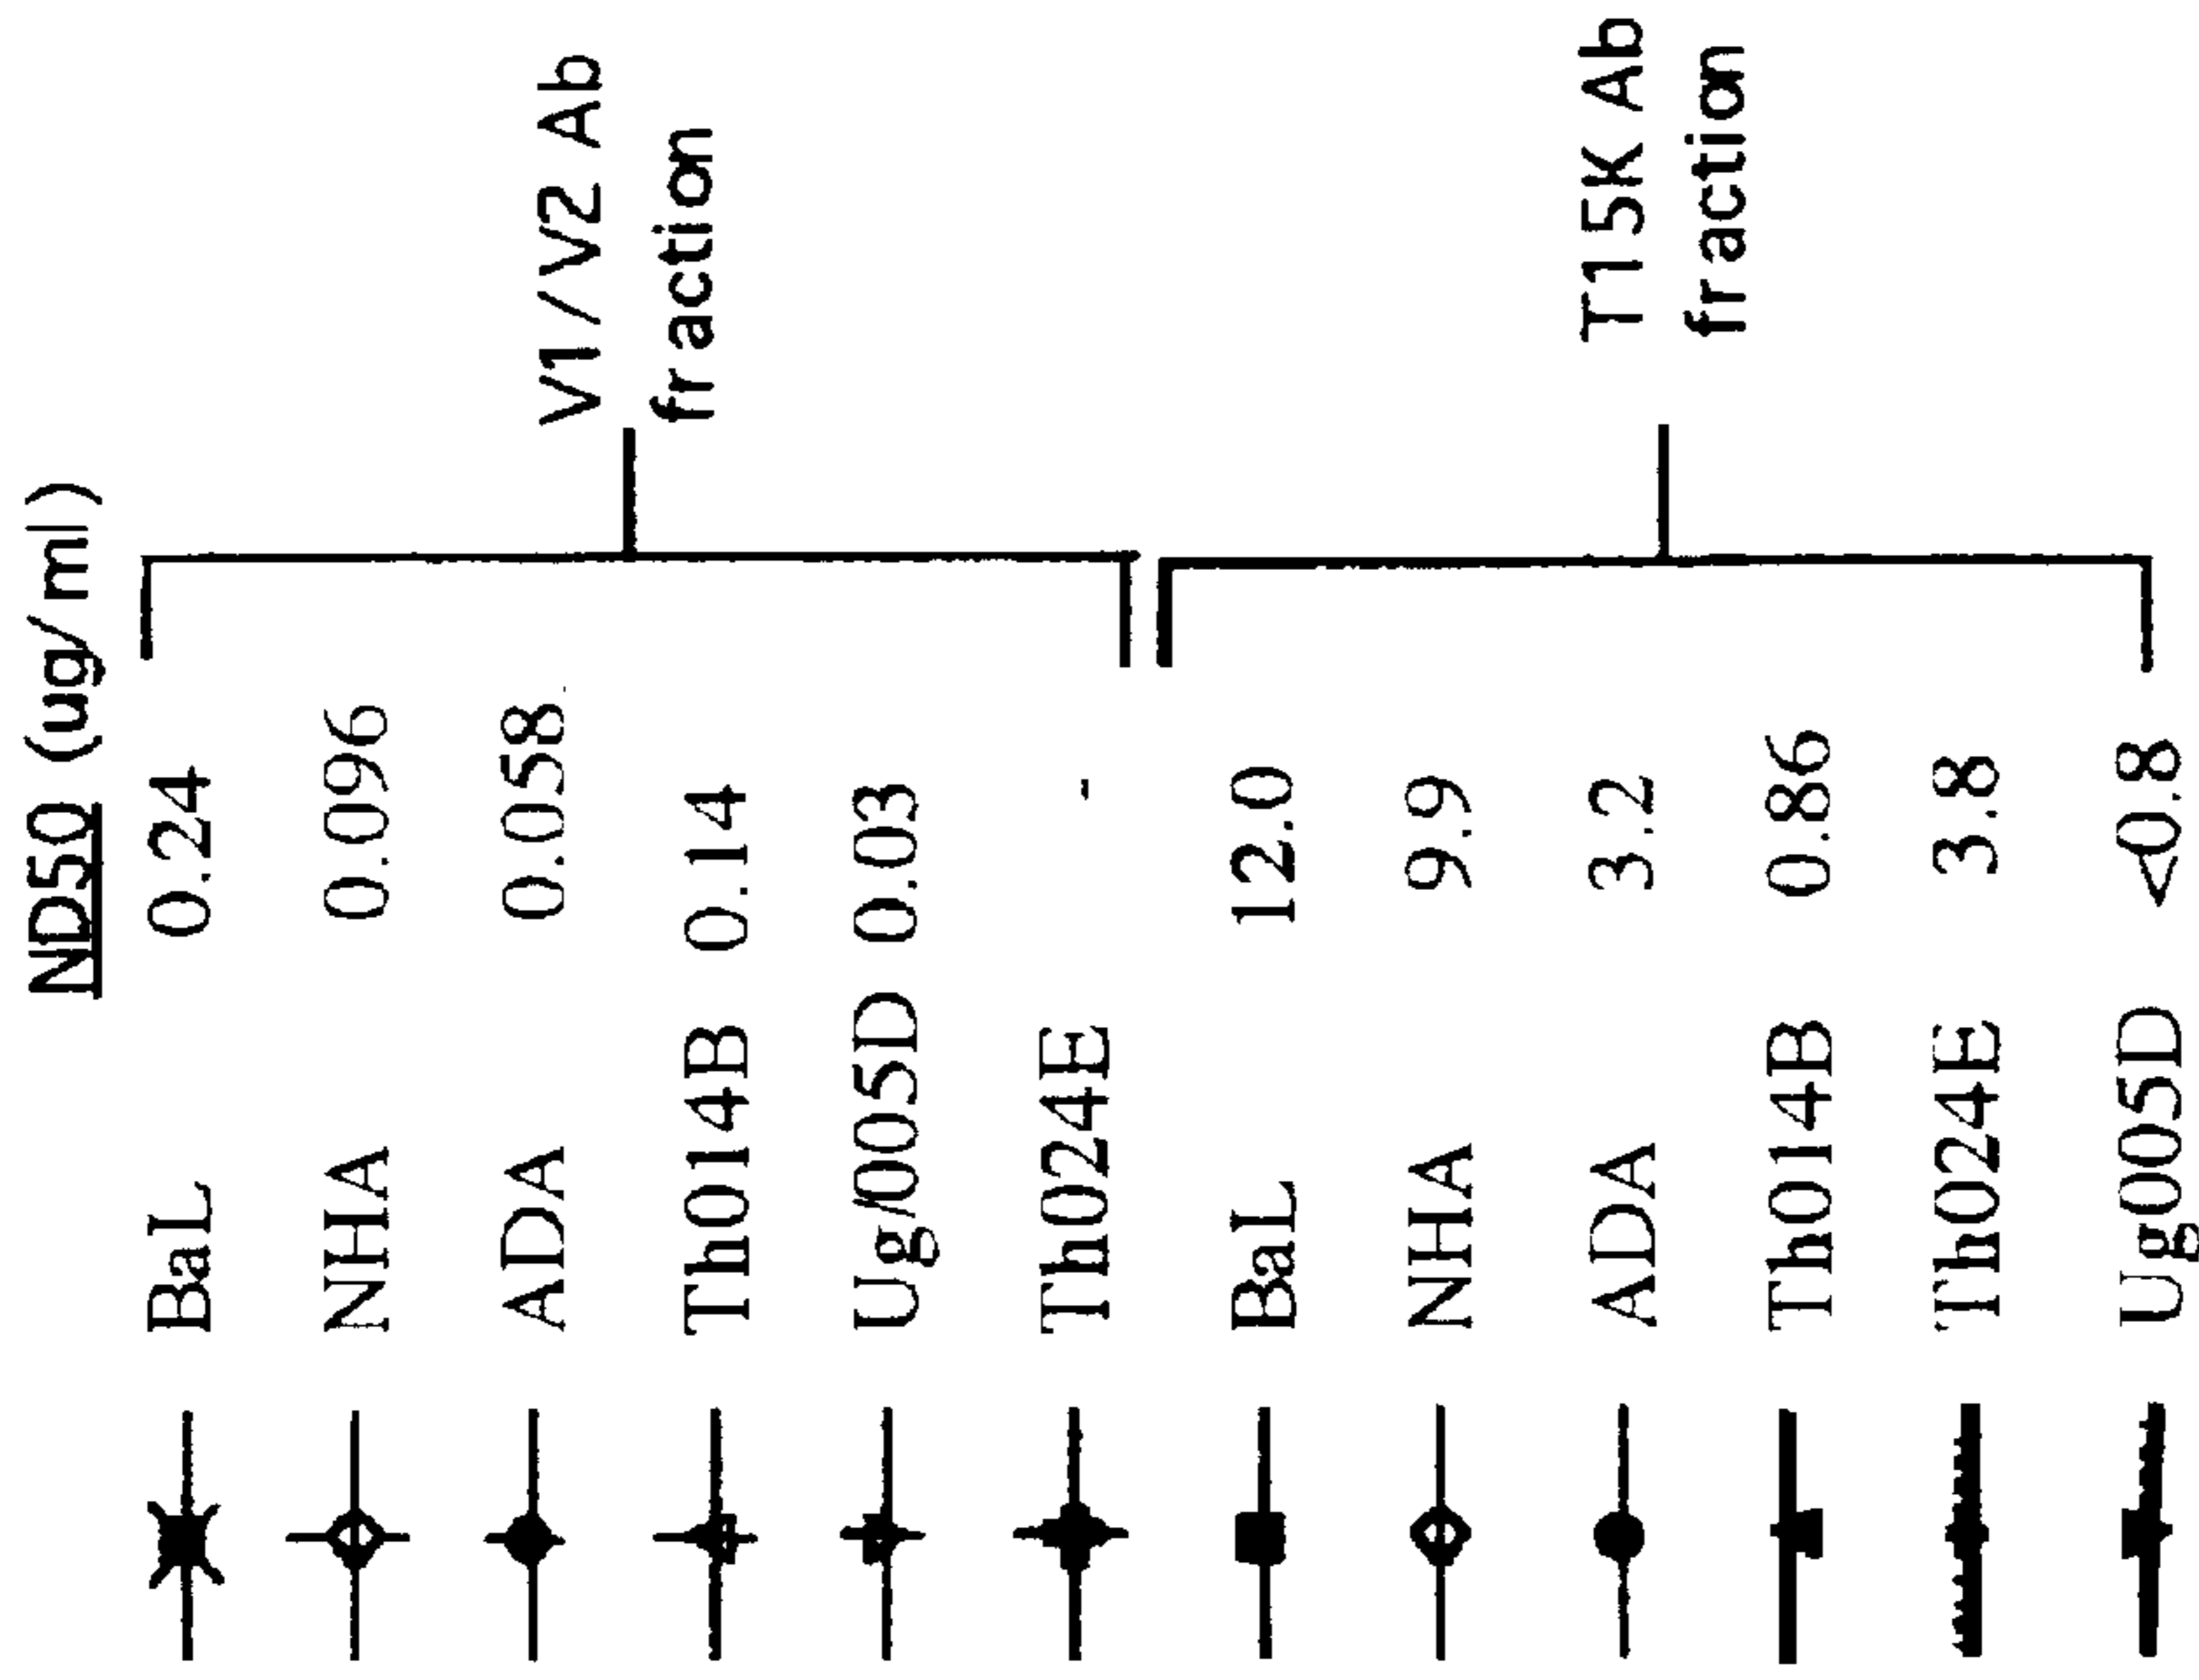 ND50 (ug/ml)
BaL 0.24
NHA 0.096
ADA 0.058
Th014B 0.14
Ug/005D 0.03
Th024E -
V1/V2 Ab
fraction
BaL 12.0
NHA 9.9
ADA 3.2
Th014B 0.86
Th024E 3.8
Ug005D <0.8
T15K Ab
fraction